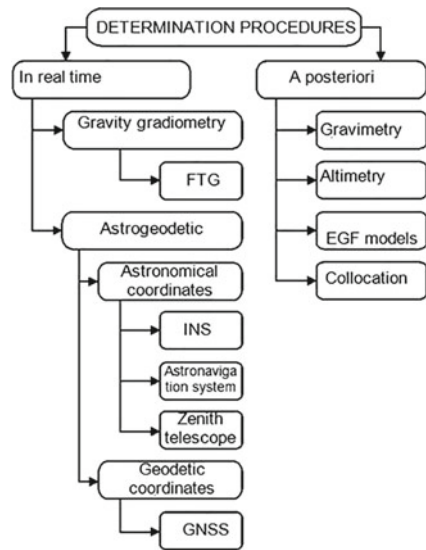 DETERMINATION PROCEDURES
In real time
Gravity gradiometry
FTG
Astrogeodetic
Astronomical
coordinates
INS
Astronaviga
tion system
Zenith
telescope
Geodetic
coordinates
GNSS
A posteriori
Gravimetry
Altimetry
EGF models
Collocation